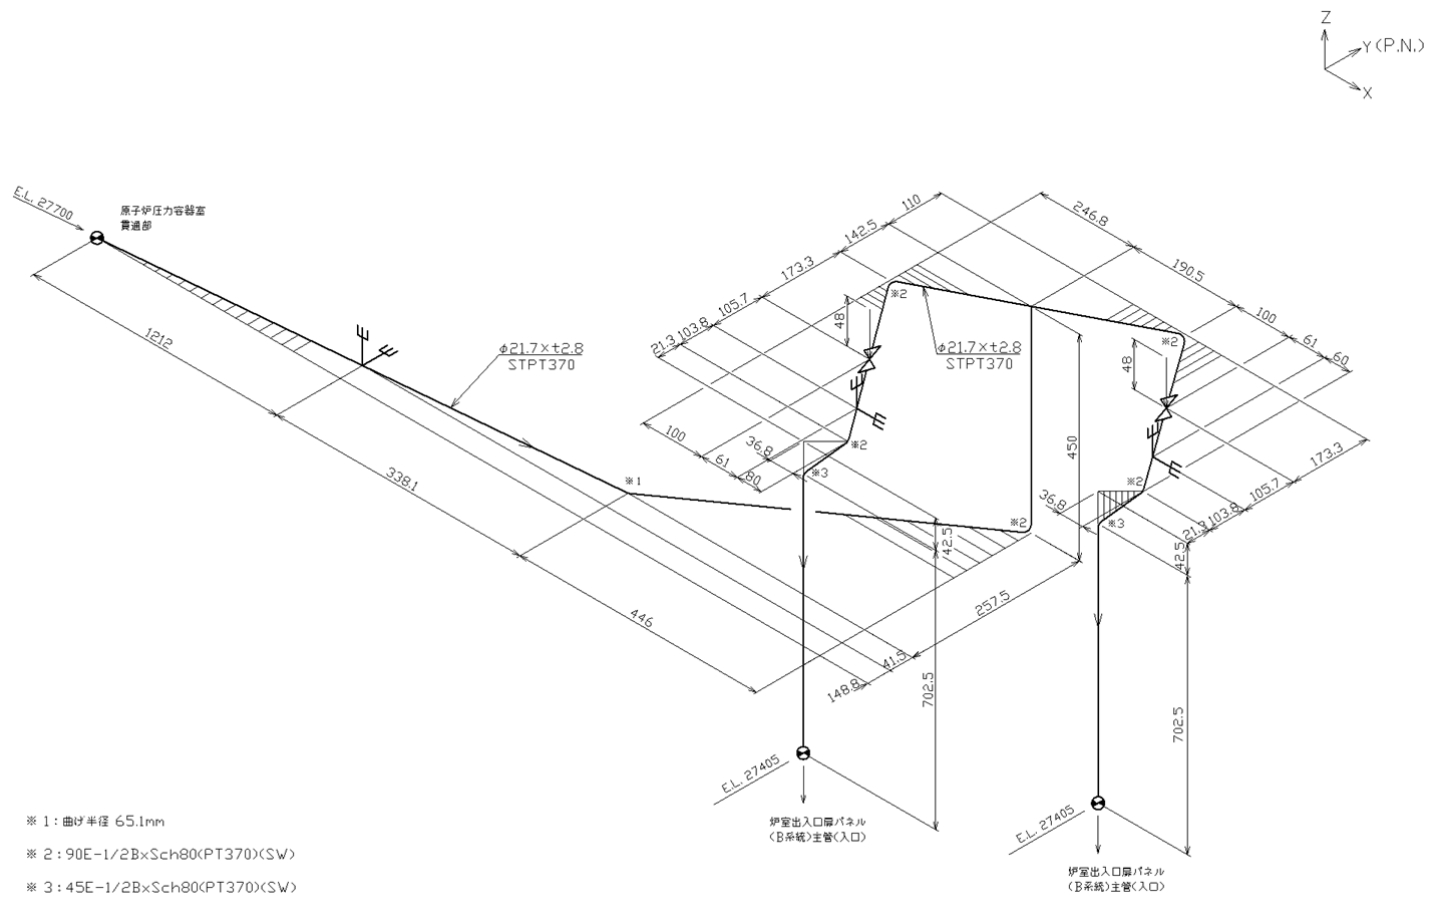 Z
Y(P.N.)
X
E.L. 27700
原子炉圧力容器室
貫通部
1212
338.1
446
φ21.7×t2.8
STPT370
※1
148.8
41.5
257.5
110
142.5
173.3
105.7
103.8
21.3
246.8
190.5
100
61
60
※2
48
φ21.7×t2.8
STPT370
※2
48
450
100
61
80
36.8
※2
※3
※2
42.5
702.5
36.8
※2
※3
173.3
105.7
103.8
21.3
42.5
702.5
E.L. 27405
炉室出入口扉パネル
(B系統)主管(入口)
E.L. 27405
炉室出入口扉パネル
(B系統)主管(入口)
※ 1:曲げ半径 65.1mm
※ 2:90E-1/2B×Sch80(PT370)(SW)
※ 3:45E-1/2B×Sch80(PT370)(SW)